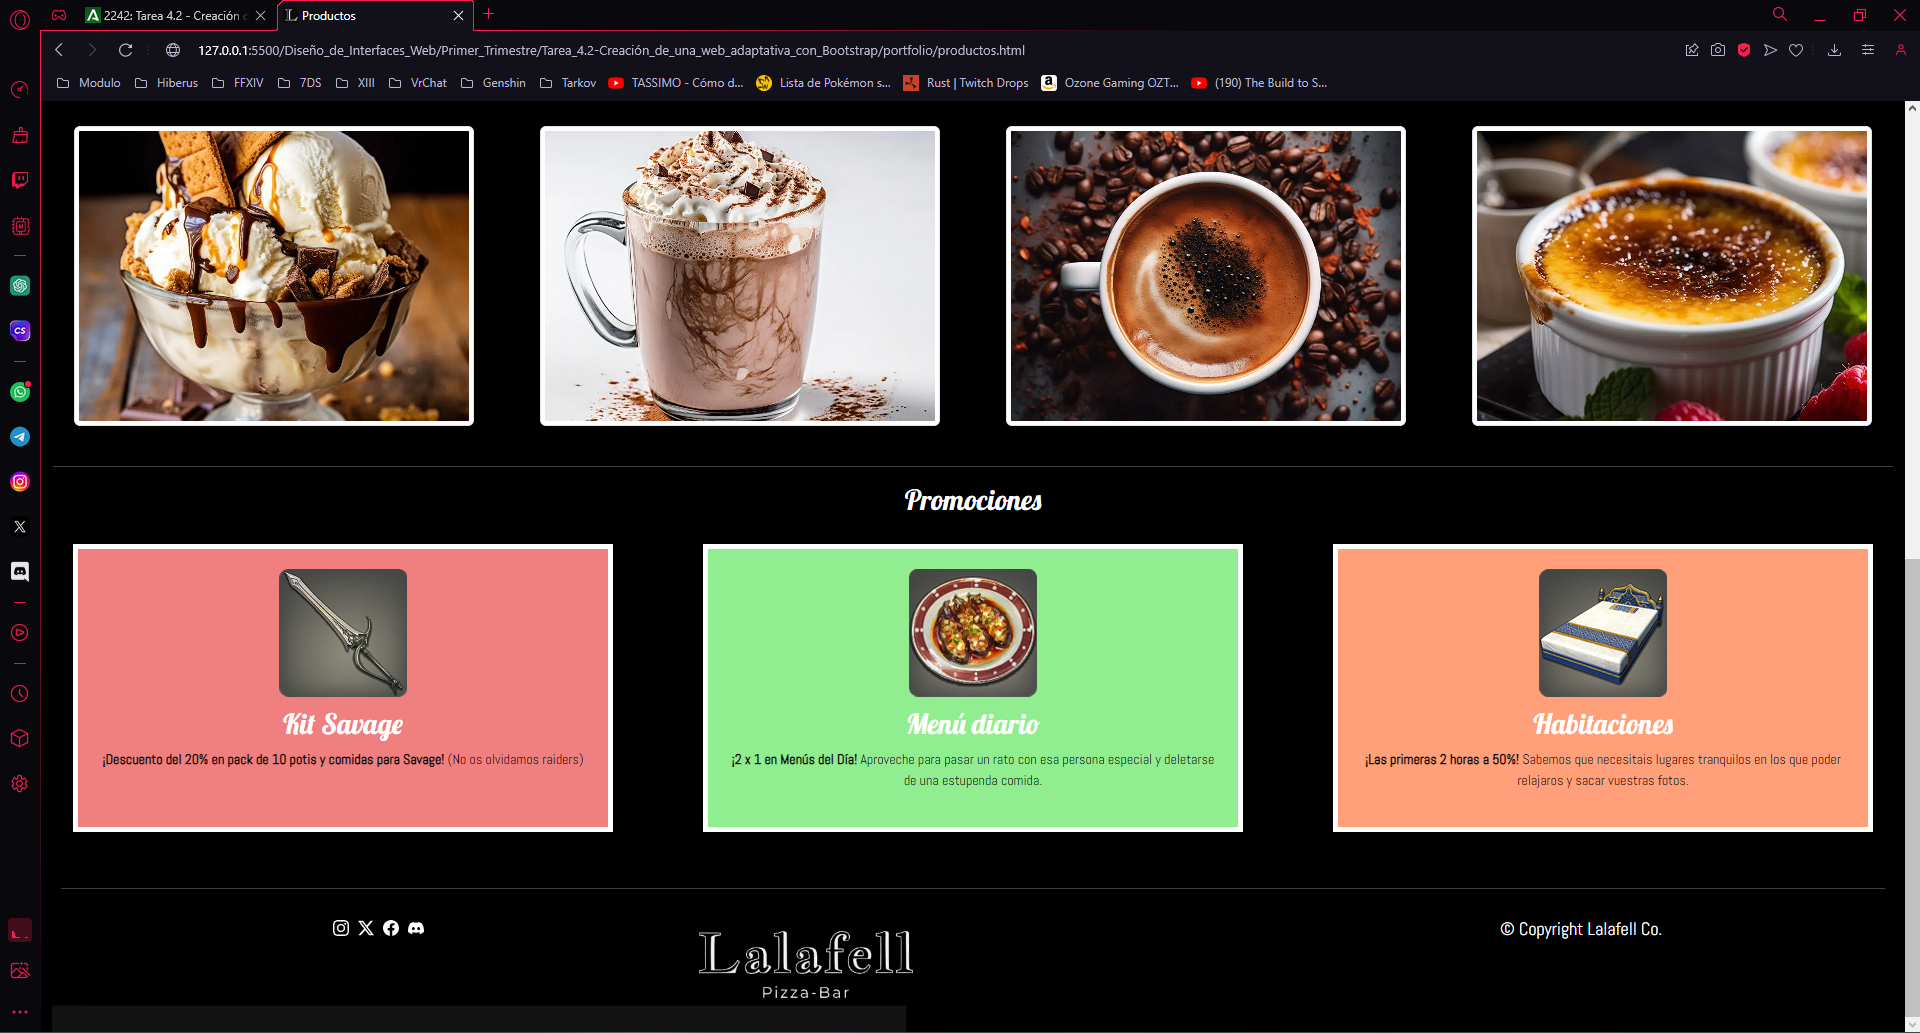 2242: Tarea 4.2 - Creación d
Productos
127.0.0.1:5500/Diseño_de_Interfaces_Web/Primer_Trimestre/Tarea_4.2-Creación_de_una_web_adaptativa_con_Bootstrap/portfolio/productos.html
Modulo Hiberus FFXIV 7DS XIII VrChat Genshin Tarkov TASSIMO - Cómo d... Lista de Pokémon s... Rust | Twitch Drops Ozone Gaming OZT... (190) The Build to S...
CS
Promociones
Kit Savage
¡Descuento del 20% en pack de 10 potis y comidas para Savage! (No os olvidamos raiders)
Menú diario
¡2 x 1 en Menús del Día! Aproveche para pasar un rato con esa persona especial y deletarse
de una estupenda comida.
Habitaciones
¡Las primeras 2 horas a 50%! Sabemos que necesitais lugares tranquilos en los que poder
relajaros y sacar vuestras fotos.
Lalafell
Pizza-Bar
© Copyright Lalafell Co.